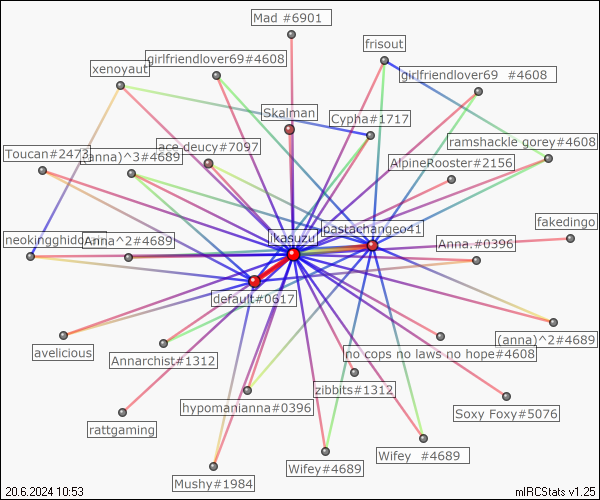 Mad #6901
frisout
girlfriendlover69#4608
xenoyaut
girlfriendlover69 #4608
Skalman
Cypha#1717
ramshackle gorey#4608
ace deucy#7097
Toucan#2473
(anna)^3#4689
AlpineRooster#2156
fakedingo
pastachangeo41
ikasuzu
neokingghidora
Anna^2#4689
Anna.#0396
default#0617
(anna)^2#4689
avelicious
Annarchist#1312
no cops no laws no hope#4608
zibbits#1312
hypomanianna#0396
Soxy Foxy#5076
rattgaming
Wifey #4689
Wifey#4689
Mushy#1984
20.6.2024 10:53
mIRCStats v1.25